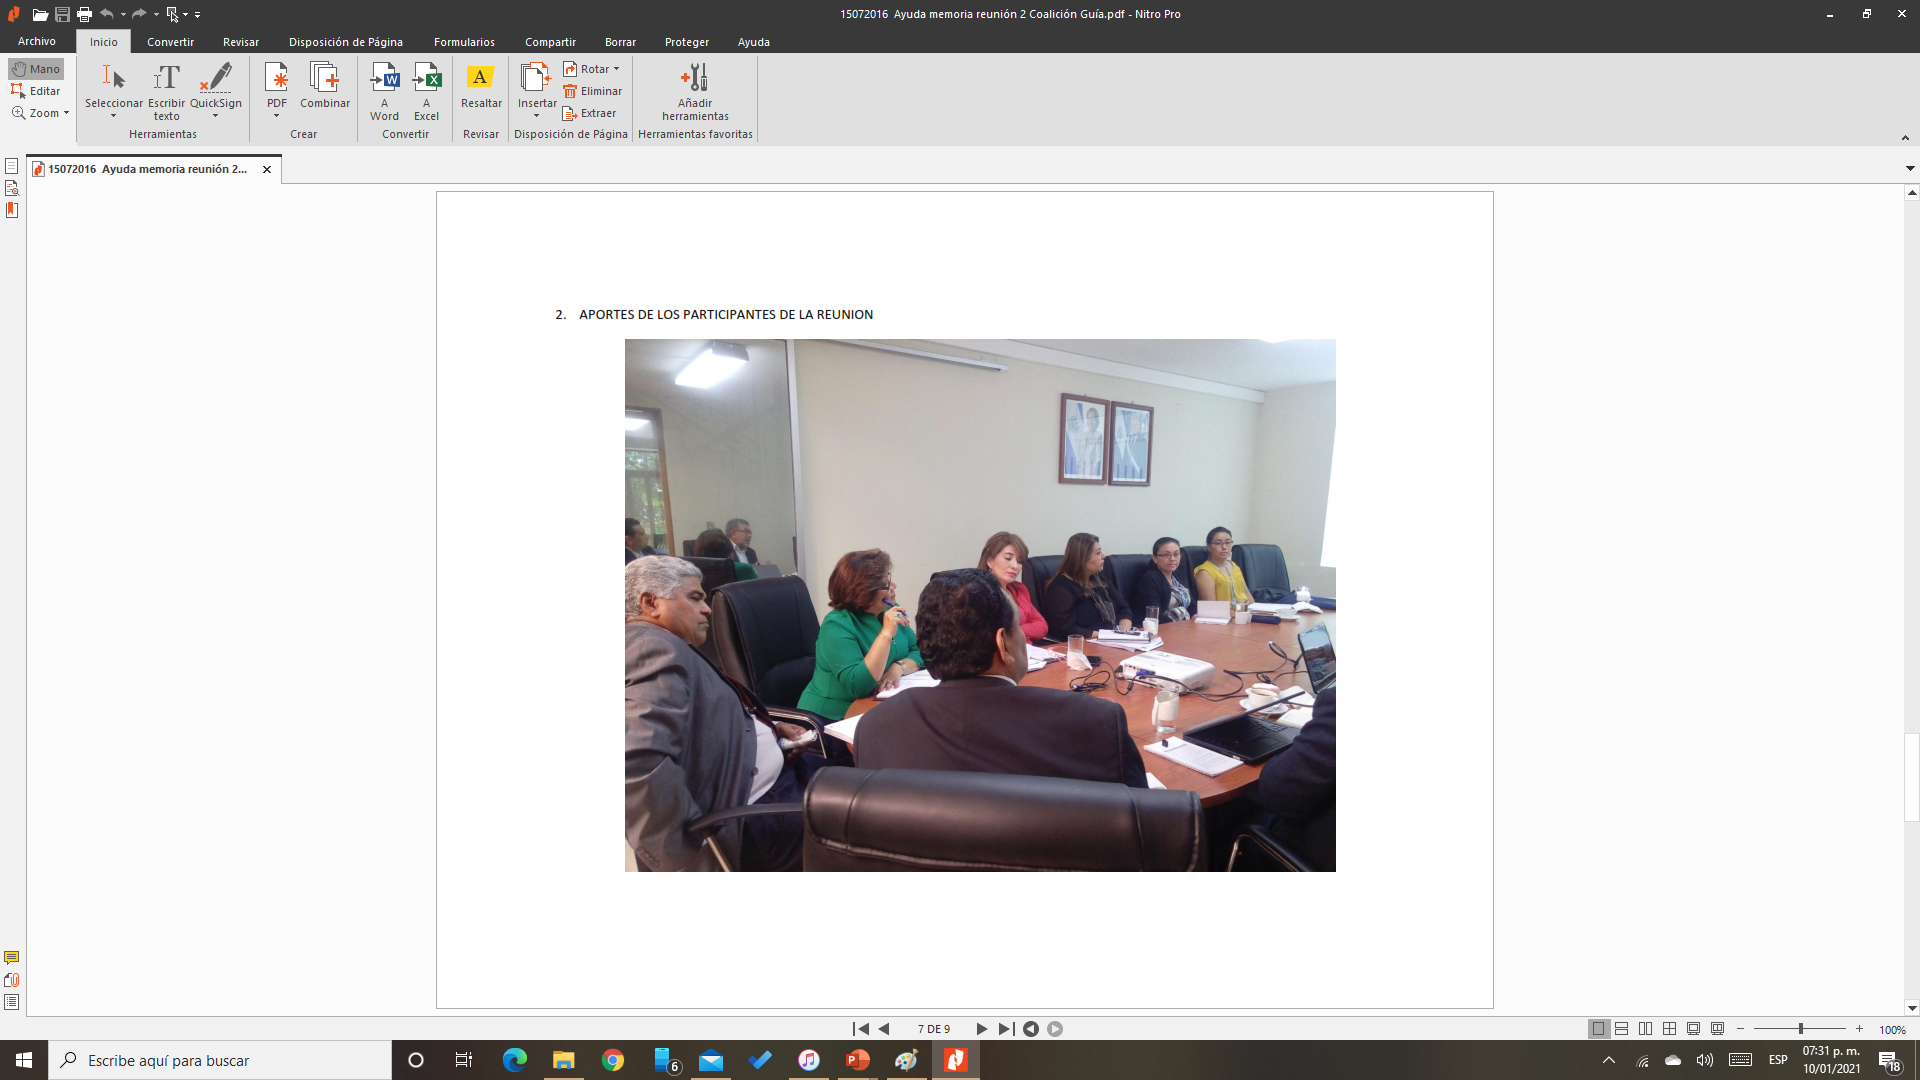 15072016 Ayuda memoria reunión 2 Coalición Guía.pdf - Nitro Pro
Archivo Inicio Convertir Revisar Disposición de Página Formularios Compartir Borrar Proteger Ayuda
Mano
Editar
Zoom
Seleccionar
Escribir texto
QuickSign
Herramientas
PDF
Combinar
Crear
A Word
A Excel
Convertir
Resaltar
Revisar
Insertar
Rotar
Eliminar
Extraer
Disposición de Página
Añadir herramientas
Herramientas favoritas
15072016 Ayuda memoria reunión 2...
2. APORTES DE LOS PARTICIPANTES DE LA REUNION
7 DE 9
100%
Escribe aquí para buscar
6
ESP
07:31 p. m.
10/01/2021
18